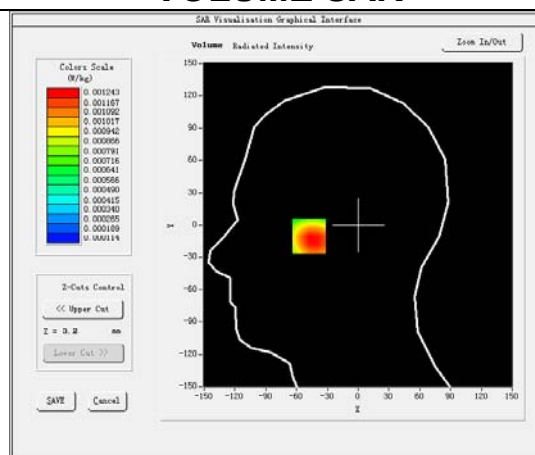 SAR Visualisation Graphical Interface
Volume Radiated Intensity
Zoom In/Out
Colors Scale
(W/kg)
0.001243
0.001167
0.001092
0.001017
0.000942
0.000866
0.000791
0.000716
0.000641
0.000566
0.000490
0.000415
0.000340
0.000265
0.000189
0.000114
Z-Cuts Control
<< Upper Cut
Z = 3.2 mm
Lower Cut >>
SAVE Cancel
150
120
90
60
30
0
-30
-60
-90
-120
-150
Y
-150 -120 -90 -60 -30 0 30 60 90 120 150
X